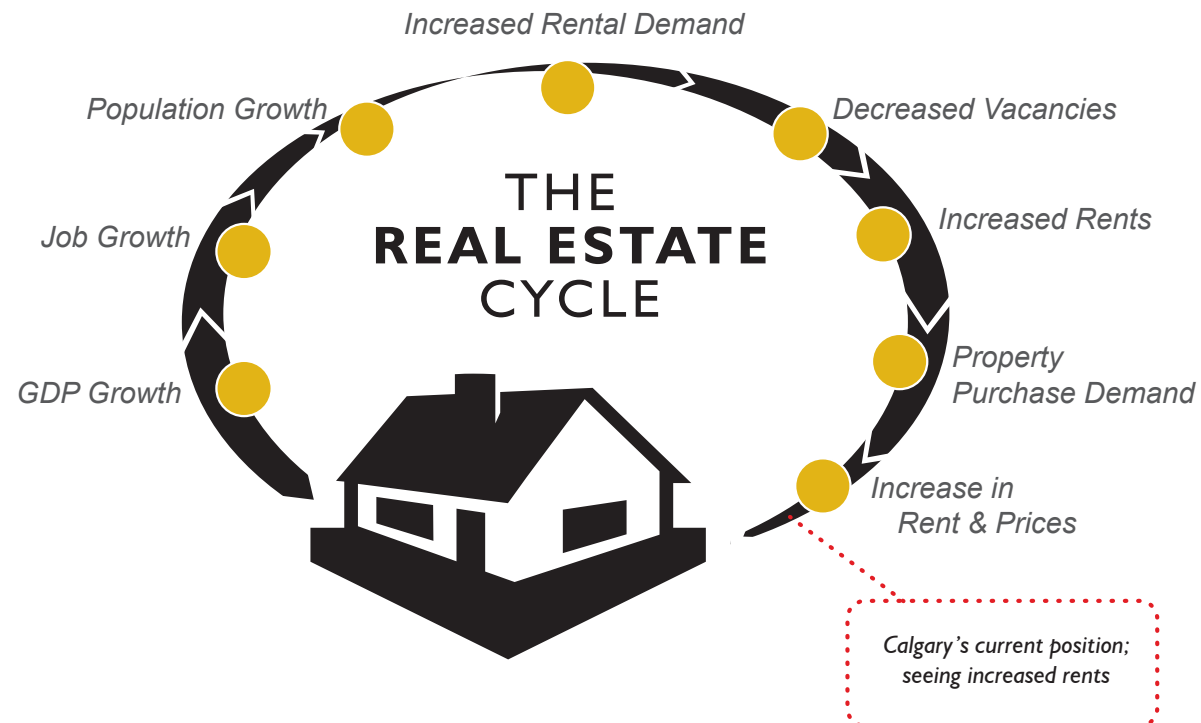 Increased Rental Demand
Population Growth
Decreased Vacancies
THE
REAL ESTATE
CYCLE
Job Growth
Increased Rents
GDP Growth
Property
Purchase Demand
Increase in
Rent & Prices
Calgary's current position;
seeing increased rents